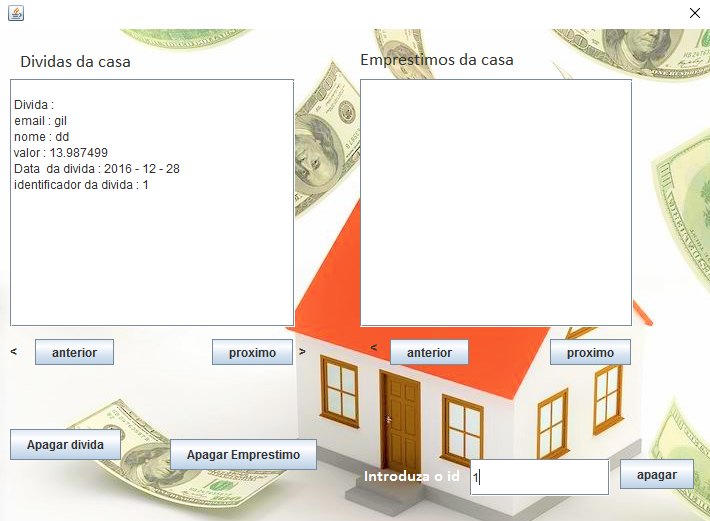 Dividas da casa
Emprestimos da casa
Divida :
email : gil
nome : dd
valor : 13.987499
Data  da divida : 2016 - 12 - 28
identificador da divida : 1
< anterior proximo >
< anterior proximo
Apagar divida
Apagar Emprestimo
Introduza o id 1 apagar